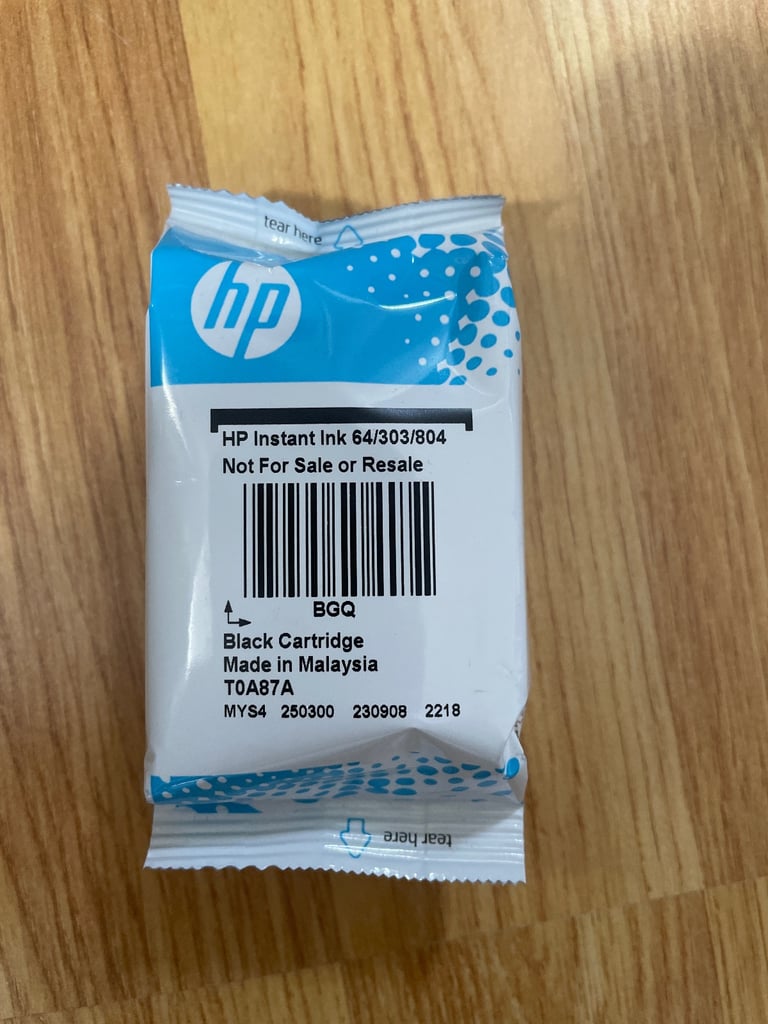 tear here
hp
HP Instant Ink 64/303/804
Not For Sale or Resale
BGQ
Black Cartridge
Made in Malaysia
T0A87A
MYS4 250300 230908 2218
tear here